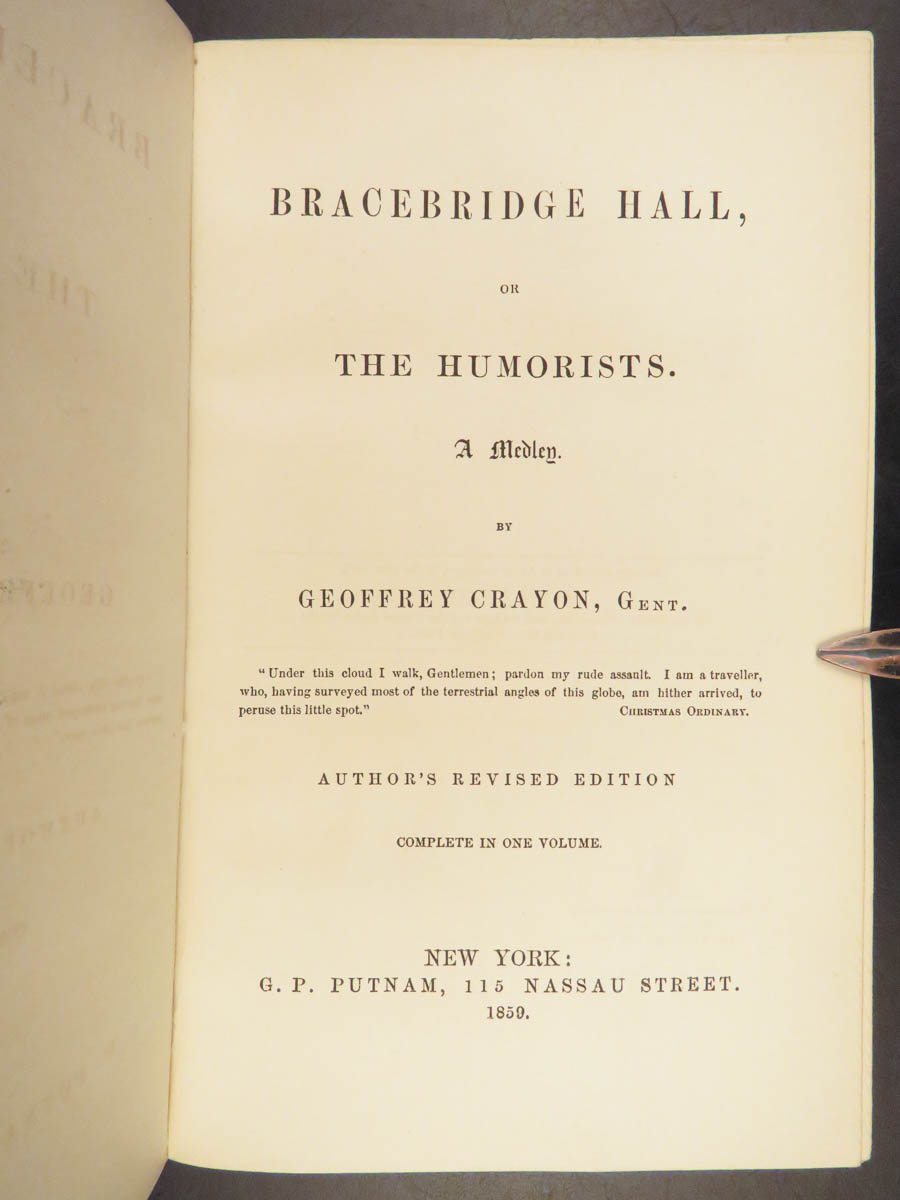 BRACEBRIDGE HALL,
OR
THE HUMORISTS.
A Medley.
BY
GEOFFREY CRAYON, GENT.
“ Under this cloud I walk, Gentlemen; pardon my rude assault. I am a traveller,
who, having surveyed most of the terrestrial angles of this globe, am hither arrived, to
peruse this little spot.” CHRISTMAS ORDINARY.
AUTHOR'S REVISED EDITION
COMPLETE IN ONE VOLUME.
NEW YORK:
G. P. PUTNAM, 115 NASSAU STREET.
1859.